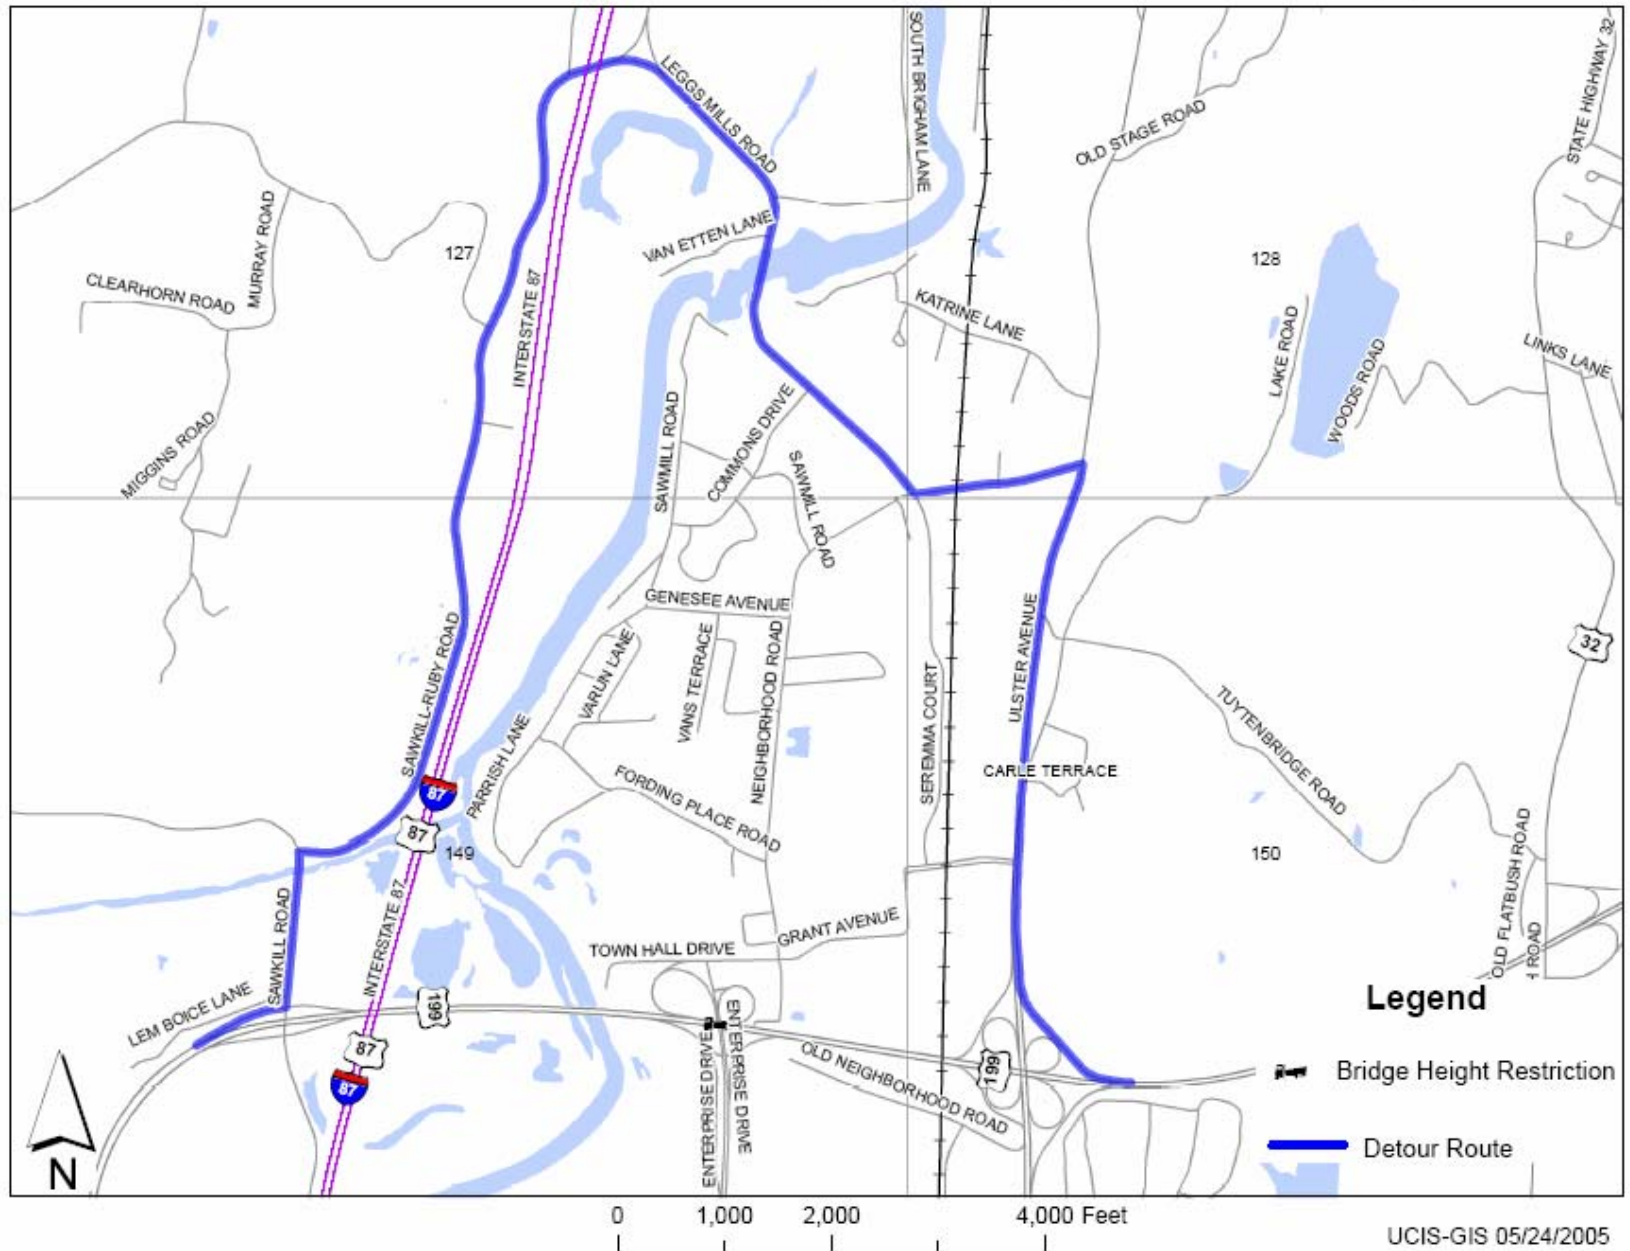 LEGGS MILLS ROAD
SOUTH BRIGHAM LANE
OLD STAGE ROAD
STATE HIGHWAY 32
MURRAY ROAD
VAN ETTEN LANE
127
128
CLEARHORN ROAD
INTERSTATE 87
KATRINE LANE
LAKE ROAD
WOODS ROAD
LINKS LANE
MIGGINS ROAD
SAWMILL ROAD
COMMONS DRIVE
SAWMILL ROAD
GENESEE AVENUE
SAWKILL-RUBY ROAD
VARUN LANE
VANS TERRACE
NEIGHBORHOOD ROAD
SEREMMA COURT
ULSTER AVENUE
32
TUYTENBRIDGE ROAD
PARRISH LANE
CARLE TERRACE
FORDING PLACE ROAD
87
87
149
150
SAWKILL ROAD
INTERSTATE 87
OLD FLATBUSH ROAD
H ROAD
GRANT AVENUE
TOWN HALL DRIVE
LEM BOICE LANE
199
ENTERPRISE DRIVE
ENTERPRISE DRIVE
87
87
OLD NEIGHBORHOOD ROAD
199
Legend
Bridge Height Restriction
Detour Route
N
0 1,000 2,000 4,000 Feet
UCIS-GIS 05/24/2005